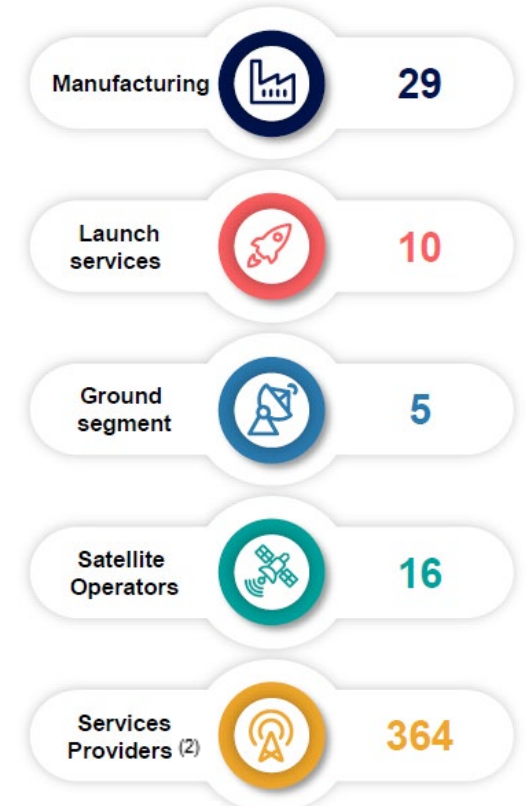 Manufacturing 29
Launch
services
10
Ground
segment
5
Satellite
Operators
16
Services
Providers (2)
364